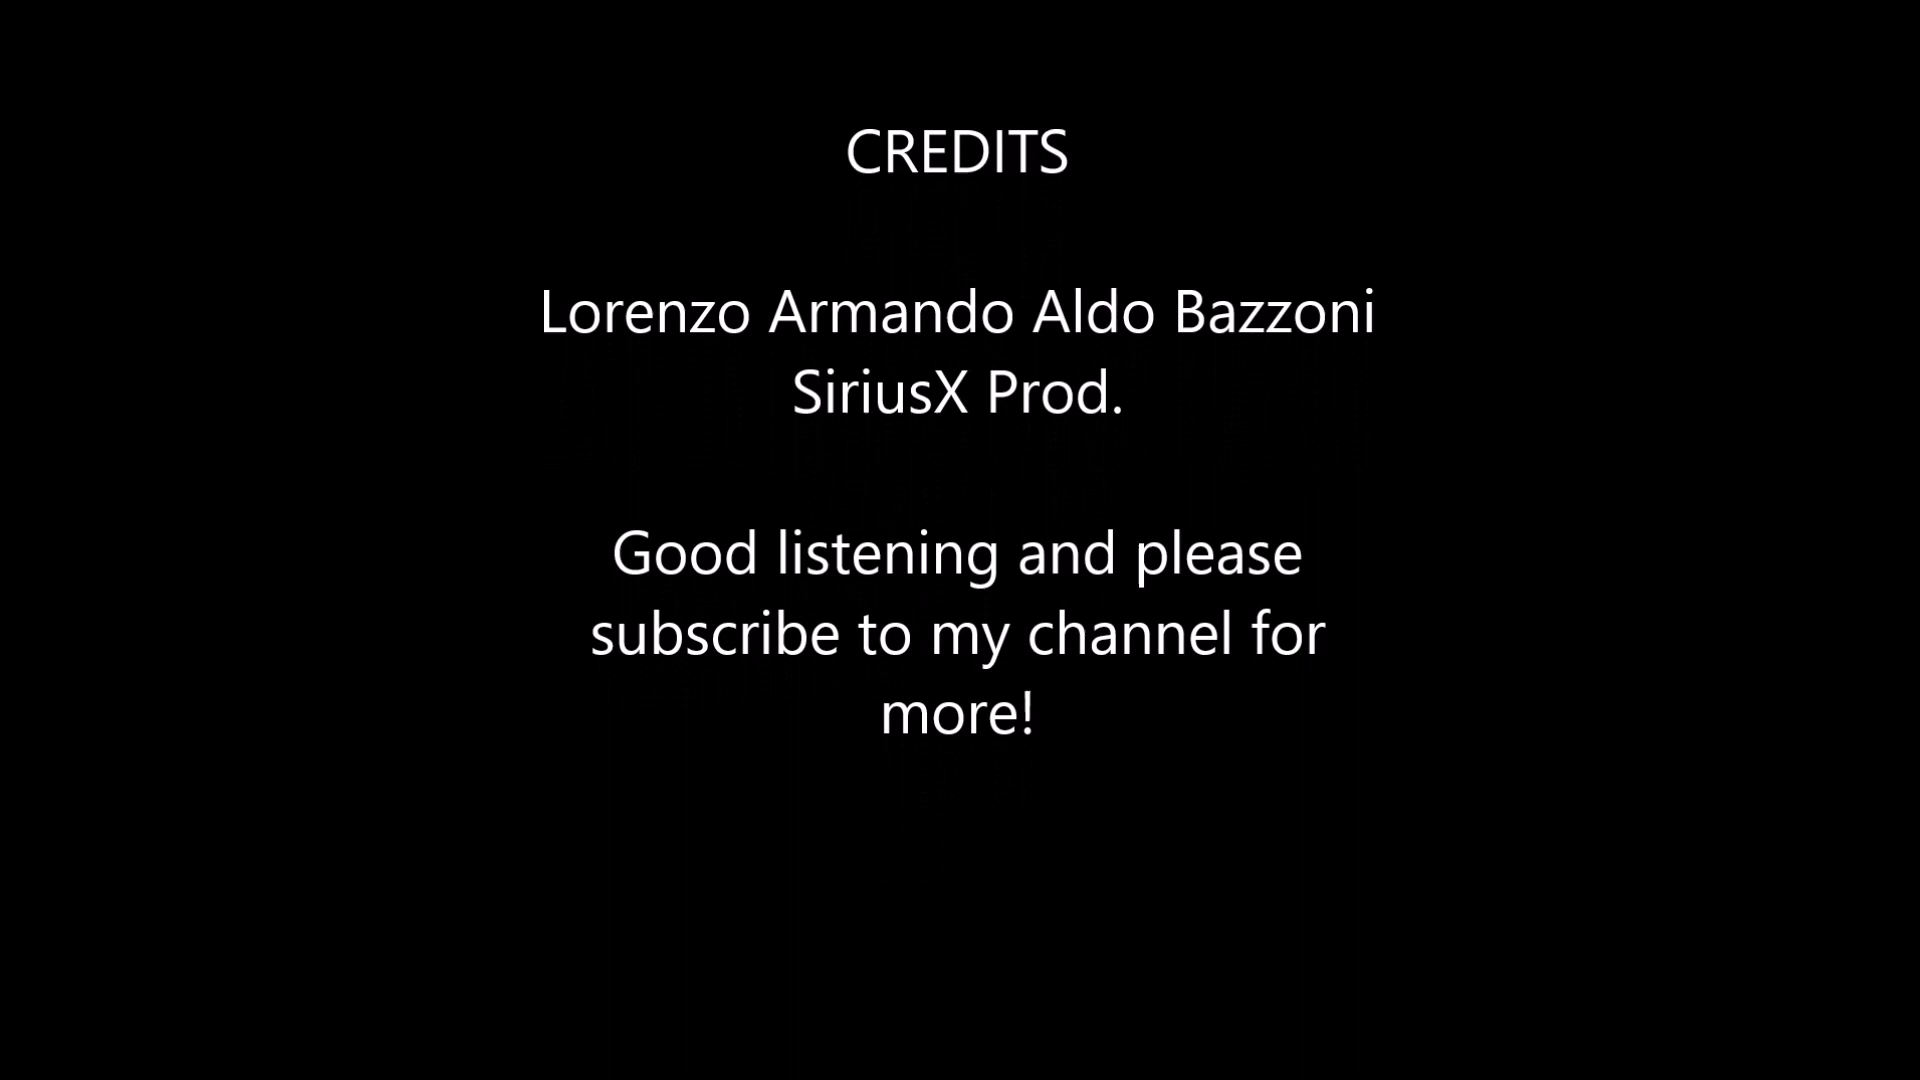 CREDITS
Lorenzo Armando Aldo Bazzoni
SiriusX Prod.
Good listening and please
subscribe to my channel for
more!